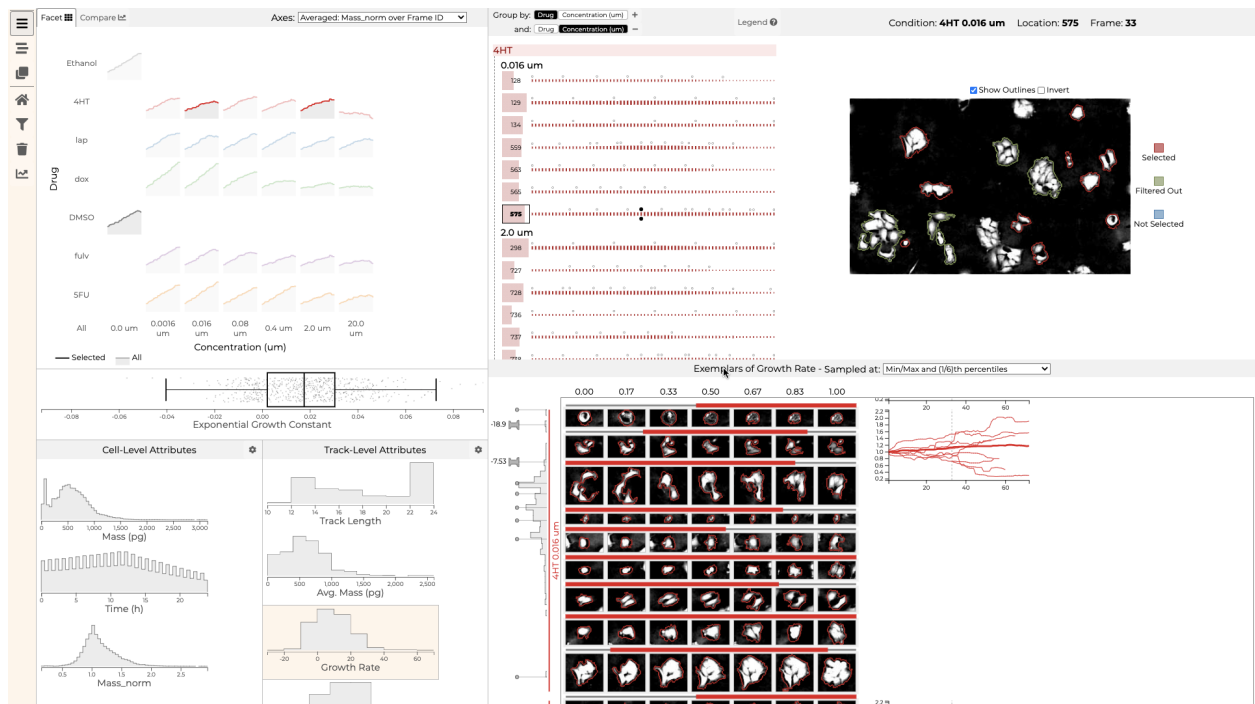 Facet Compare
Axes: Averaged: Mass_norm over Frame ID
Ethanol
4HT
lap
dox
DMSO
fulv
5FU
Drug
All 0.0 um 0.0016 um 0.016 um 0.08 um 0.4 um 2.0 um 20.0 um
Concentration (um)
Selected All
-0.08 -0.06 -0.04 -0.02 0.00 0.02 0.04 0.06 0.08
Exponential Growth Constant
Cell-Level Attributes
0 500 1,000 1,500 2,000 2,500 3,000
Mass (pg)
0 5 10 15 20
Time (h)
0.5 1.0 1.5 2.0 2.5
Mass_norm
Track-Level Attributes
10 12 14 16 18 20 22 24
Track Length
0 500 1,000 1,500 2,000 2,500
Avg. Mass (pg)
-20 0 20 40 60
Growth Rate
Group by: Drug Concentration (um) +
and: Drug Concentration (um) −
Legend
4HT
0.016 um
128
129
134
559
563
565
575
2.0 um
298
727
728
736
737
738
Condition: 4HT 0.016 um Location: 575 Frame: 33
Show Outlines Invert
Selected
Filtered Out
Not Selected
Exemplars of Growth Rate - Sampled at: Min/Max and (1/6)th percentiles
0.00 0.17 0.33 0.50 0.67 0.83 1.00
-18.9
-7.53
4HT 0.016 um
0.2
20 40 60
2.2
2.0
1.8
1.6
1.4
1.2
1.0
0.8
0.6
0.4
0.2
20 40 60
2.2